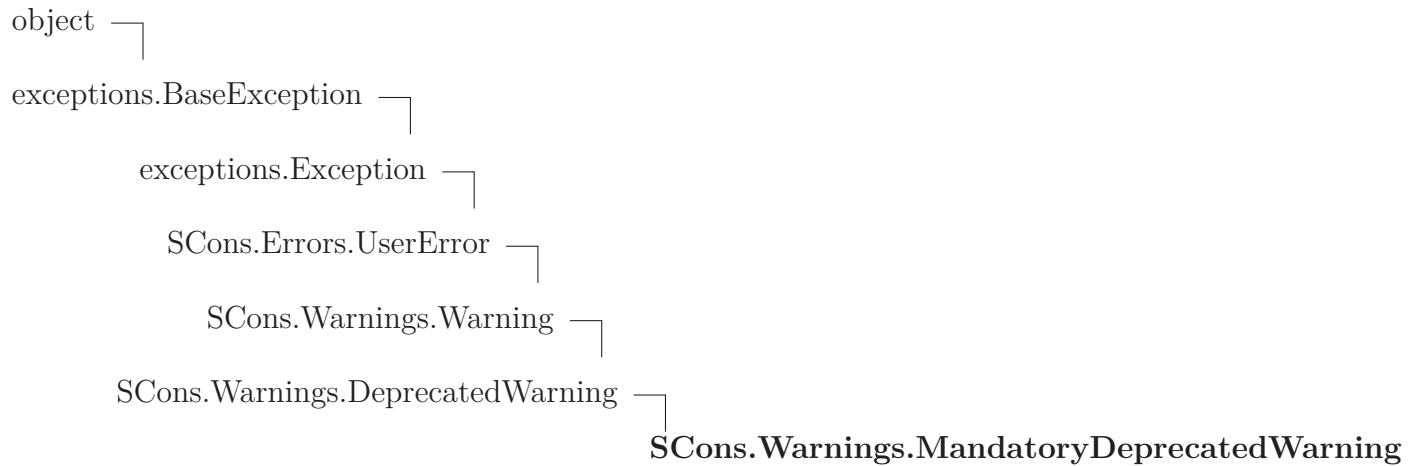 object
exceptions.BaseException
exceptions.Exception
SCons.Errors.UserError
SCons.Warnings.Warning
SCons.Warnings.DeprecatedWarning
SCons.Warnings.MandatoryDeprecatedWarning